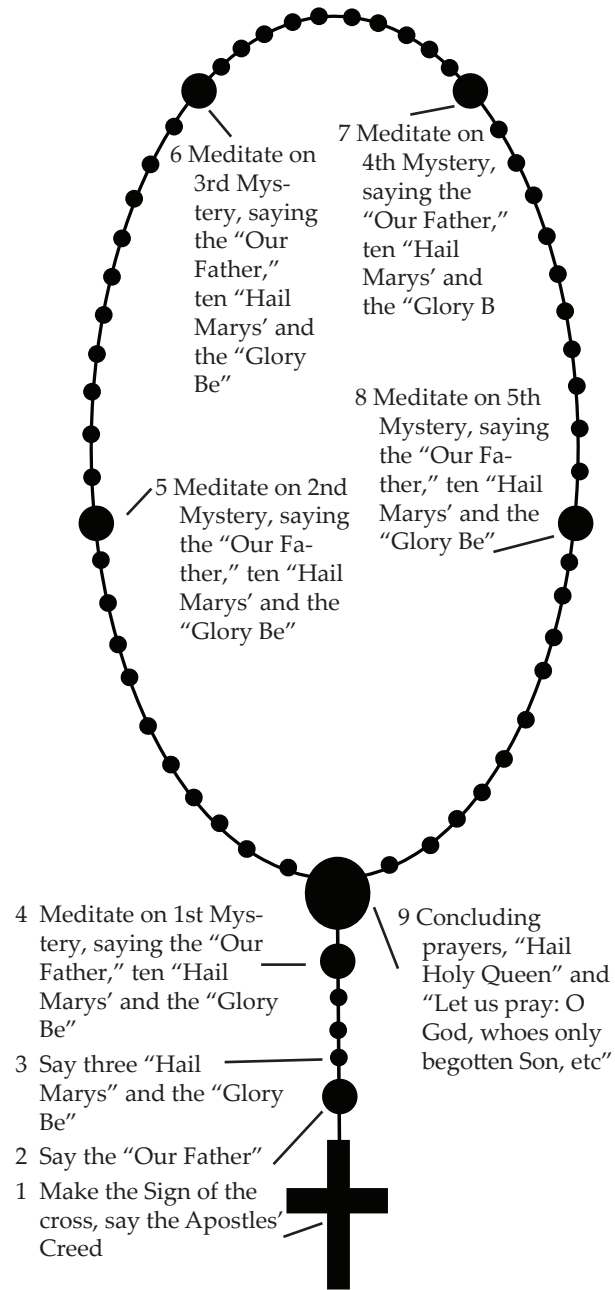 6 Meditate on
3rd Mys-
tery, saying
the “Our
Father,”
ten “Hail
Marys’ and
the “Glory
Be”
7 Meditate on
4th Mystery,
saying the
“Our Father,”
ten “Hail
Marys’ and
the “Glory B
8 Meditate on 5th
Mystery, saying
the “Our Fa-
ther,” ten “Hail
Marys’ and the
“Glory Be”
5 Meditate on 2nd
Mystery, saying
the “Our Fa-
ther,” ten “Hail
Marys’ and the
“Glory Be”
4 Meditate on 1st Mys-
tery, saying the “Our
Father,” ten “Hail
Marys’ and the “Glory
Be”
9 Concluding
prayers, “Hail
Holy Queen” and
“Let us pray: O
God, whoes only
begotten Son, etc”
3 Say three “Hail
Marys” and the “Glory
Be”
2 Say the “Our Father”
1 Make the Sign of the
cross, say the Apostles’
Creed